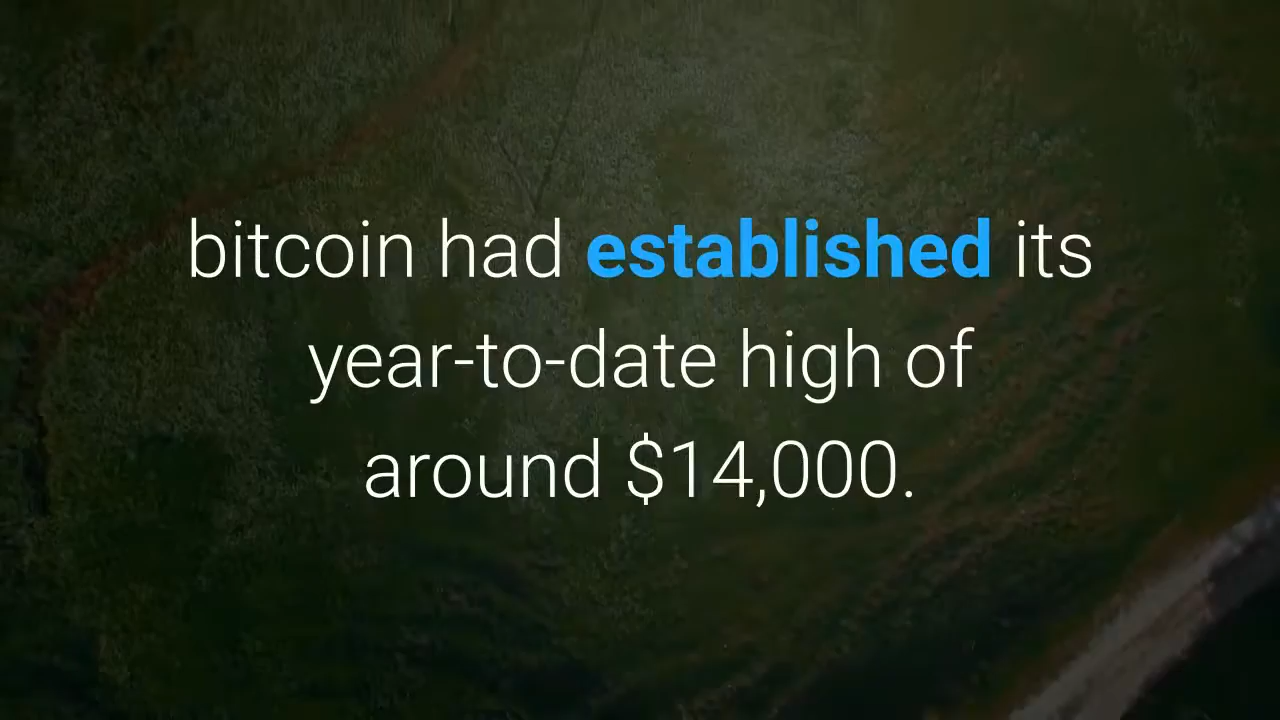 bitcoin had established its
year-to-date high of
around $14,000.